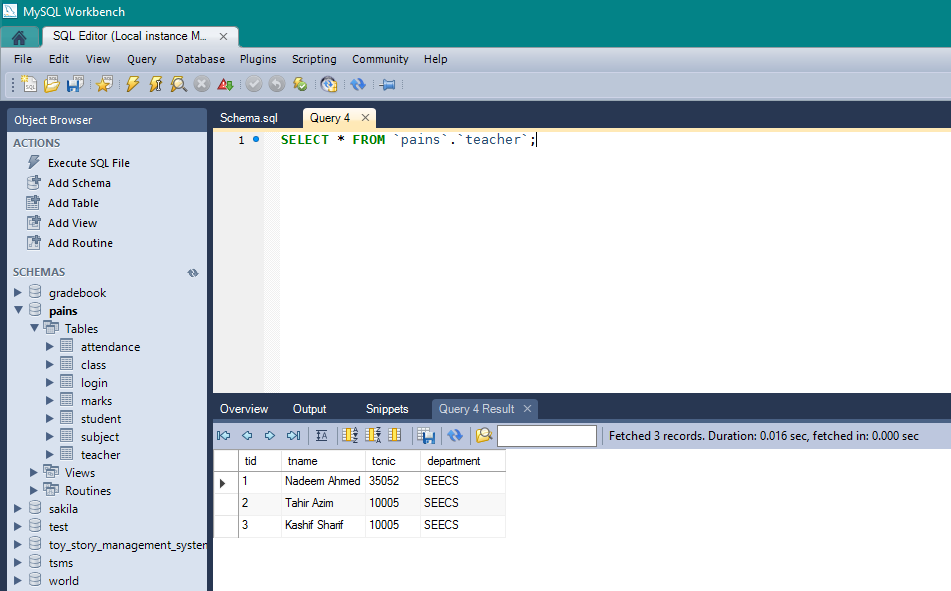 MySQL Workbench
SQL Editor (Local instance M...
File Edit View Query Database Plugins Scripting Community Help
Object Browser
ACTIONS
Execute SQL File
Add Schema
Add Table
Add View
Add Routine
SCHEMAS
gradebook
pains
Tables
attendance
class
login
marks
student
subject
teacher
Views
Routines
sakila
test
toy_story_management_system
tsms
world
Schema.sql Query 4
1 SELECT * FROM `pains`.`teacher`;
Overview Output Snippets Query 4 Result
Fetched 3 records. Duration: 0.016 sec, fetched in: 0.000 sec
tid tname tcnic department
1 Nadeem Ahmed 35052 SEECS
2 Tahir Azim 10005 SEECS
3 Kashif Sharif 10005 SEECS